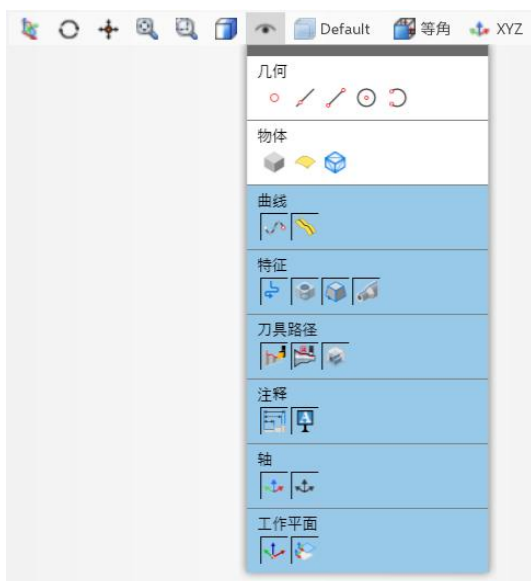 Default 等角 XYZ
几何
物体
曲线
特征
刀具路径
注释
A
轴
工作平面